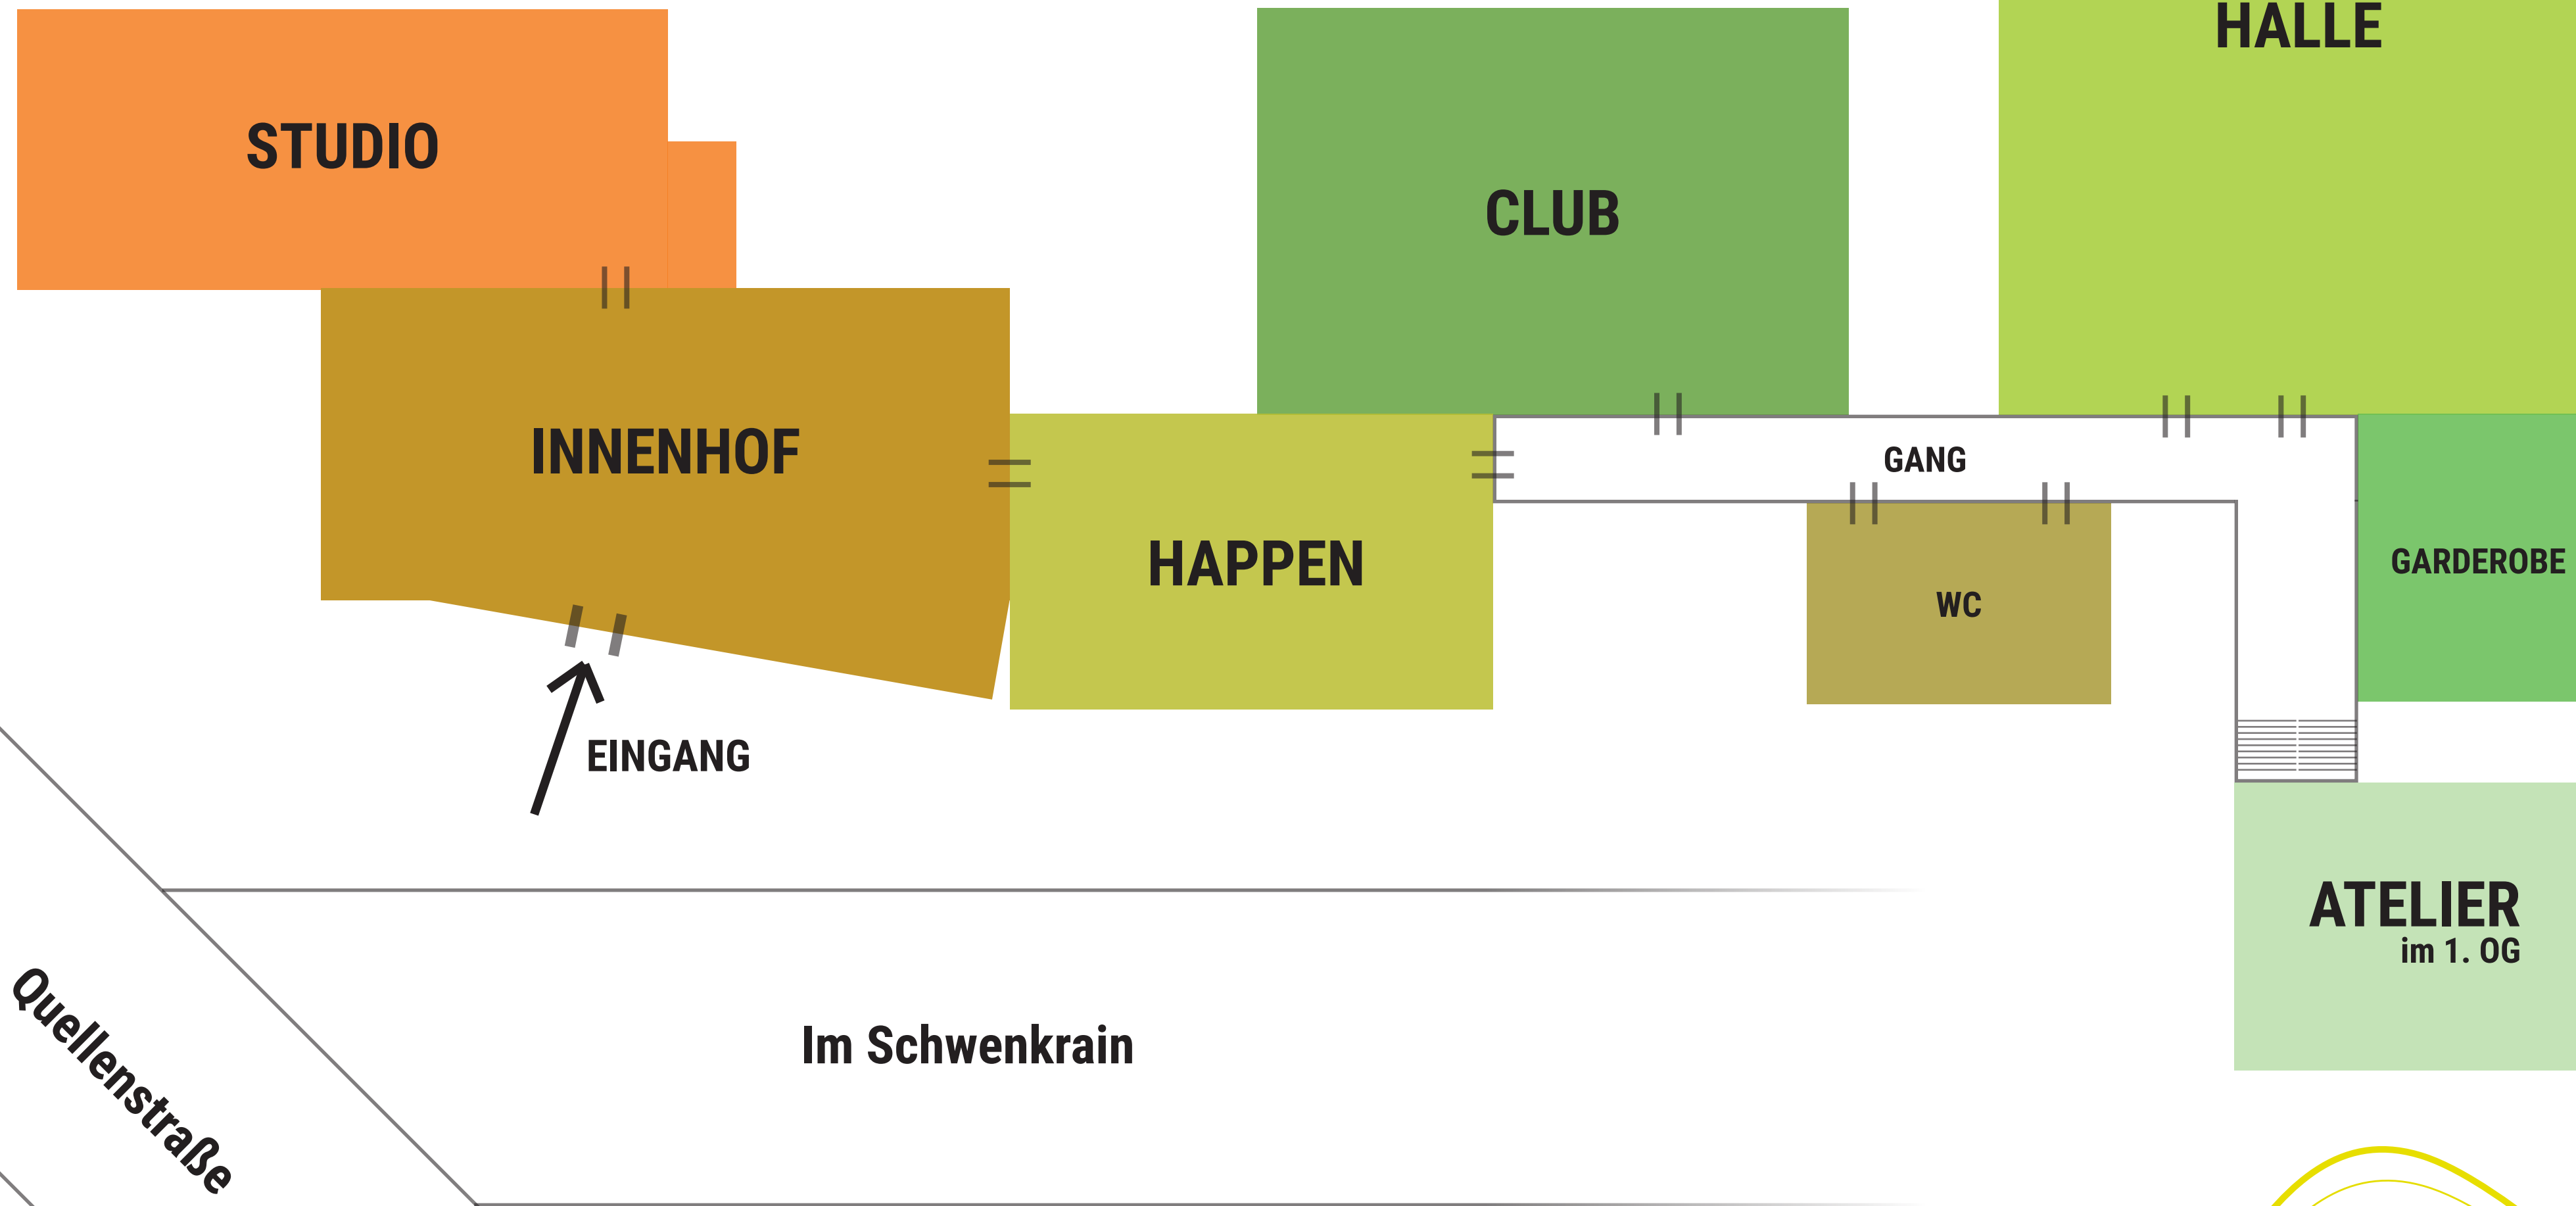 HALLE
STUDIO
CLUB
INNENHOF
GANG
HAPPEN
GARDEROBE
WC
EINGANG
ATELIER
im 1. OG
Im Schwenkrain
Quellenstraße